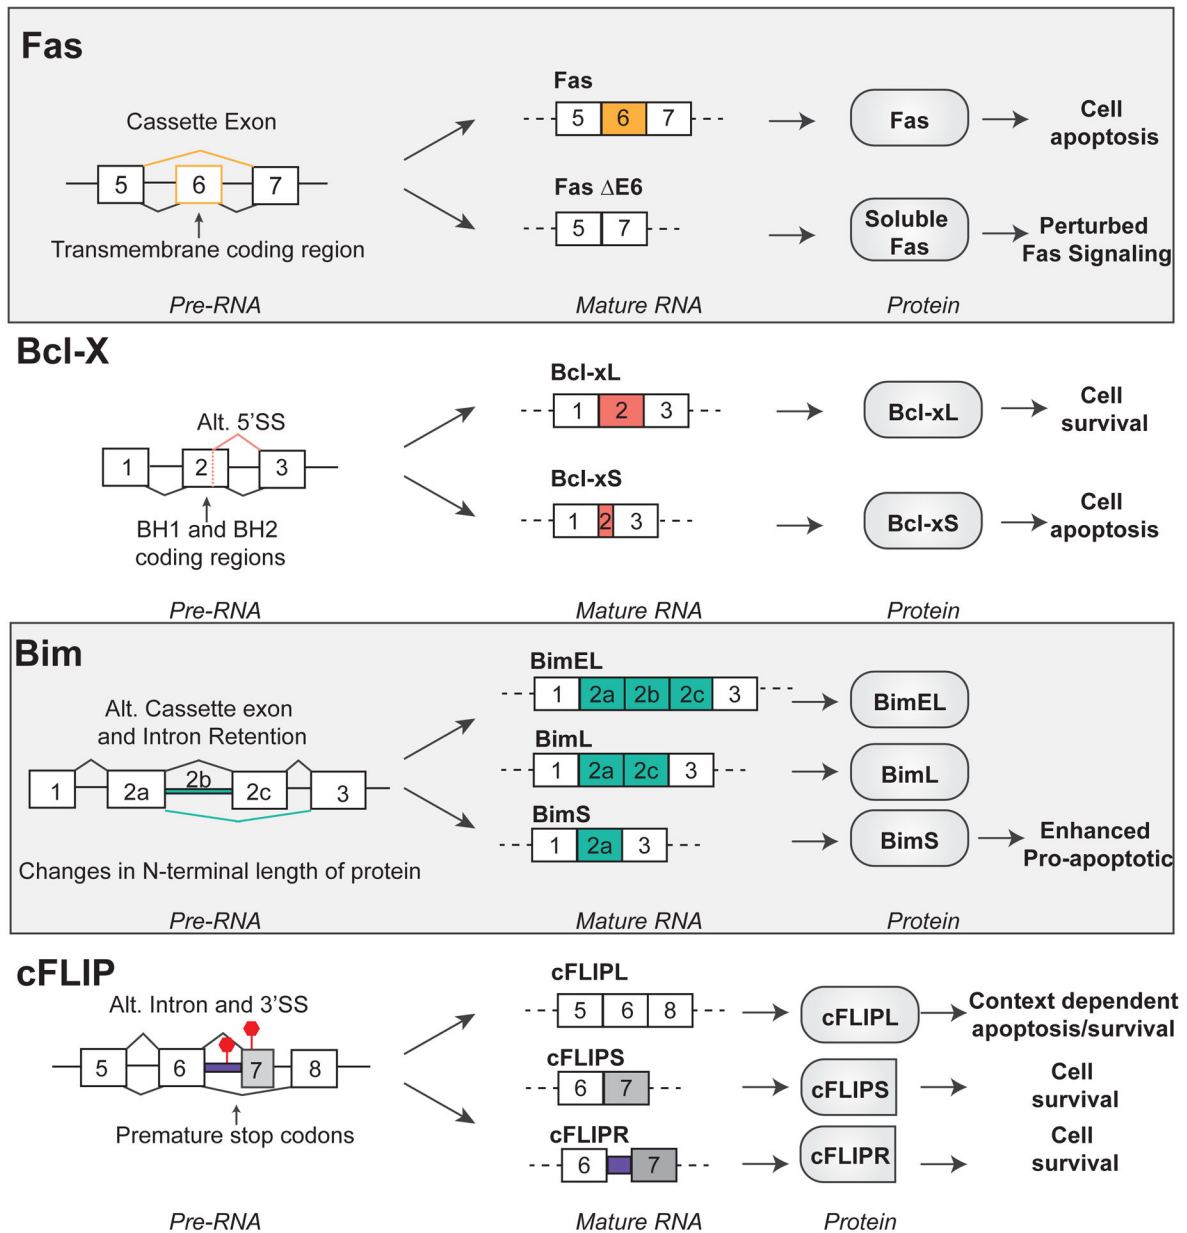 Fas
Cassette Exon
5 6 7
Transmembrane coding region
Pre-RNA
Fas
5 6 7
Fas ΔE6
5 7
Mature RNA
Fas
Soluble
Fas
Protein
Cell
apoptosis
Perturbed
Fas Signaling
Bcl-X
Alt. 5'SS
1 2 3
BH1 and BH2
coding regions
Pre-RNA
Bcl-xL
1 2 3
Bcl-xS
1 2 3
Mature RNA
Bcl-xL
Bcl-xS
Protein
Cell
survival
Cell
apoptosis
Bim
Alt. Cassette exon
and Intron Retention
1 2a 2b 2c 3
Changes in N-terminal length of protein
Pre-RNA
BimEL
1 2a 2b 2c 3
BimL
1 2a 2c 3
BimS
1 2a 3
Mature RNA
BimEL
BimL
BimS
Protein
Enhanced
Pro-apoptotic
cFLIP
Alt. Intron and 3'SS
5 6 7 8
Premature stop codons
Pre-RNA
cFLIPL
5 6 8
cFLIPS
6 7
cFLIPR
6 7
Mature RNA
cFLIPL
cFLIPS
cFLIPR
Protein
Context dependent
apoptosis/survival
Cell
survival
Cell
survival